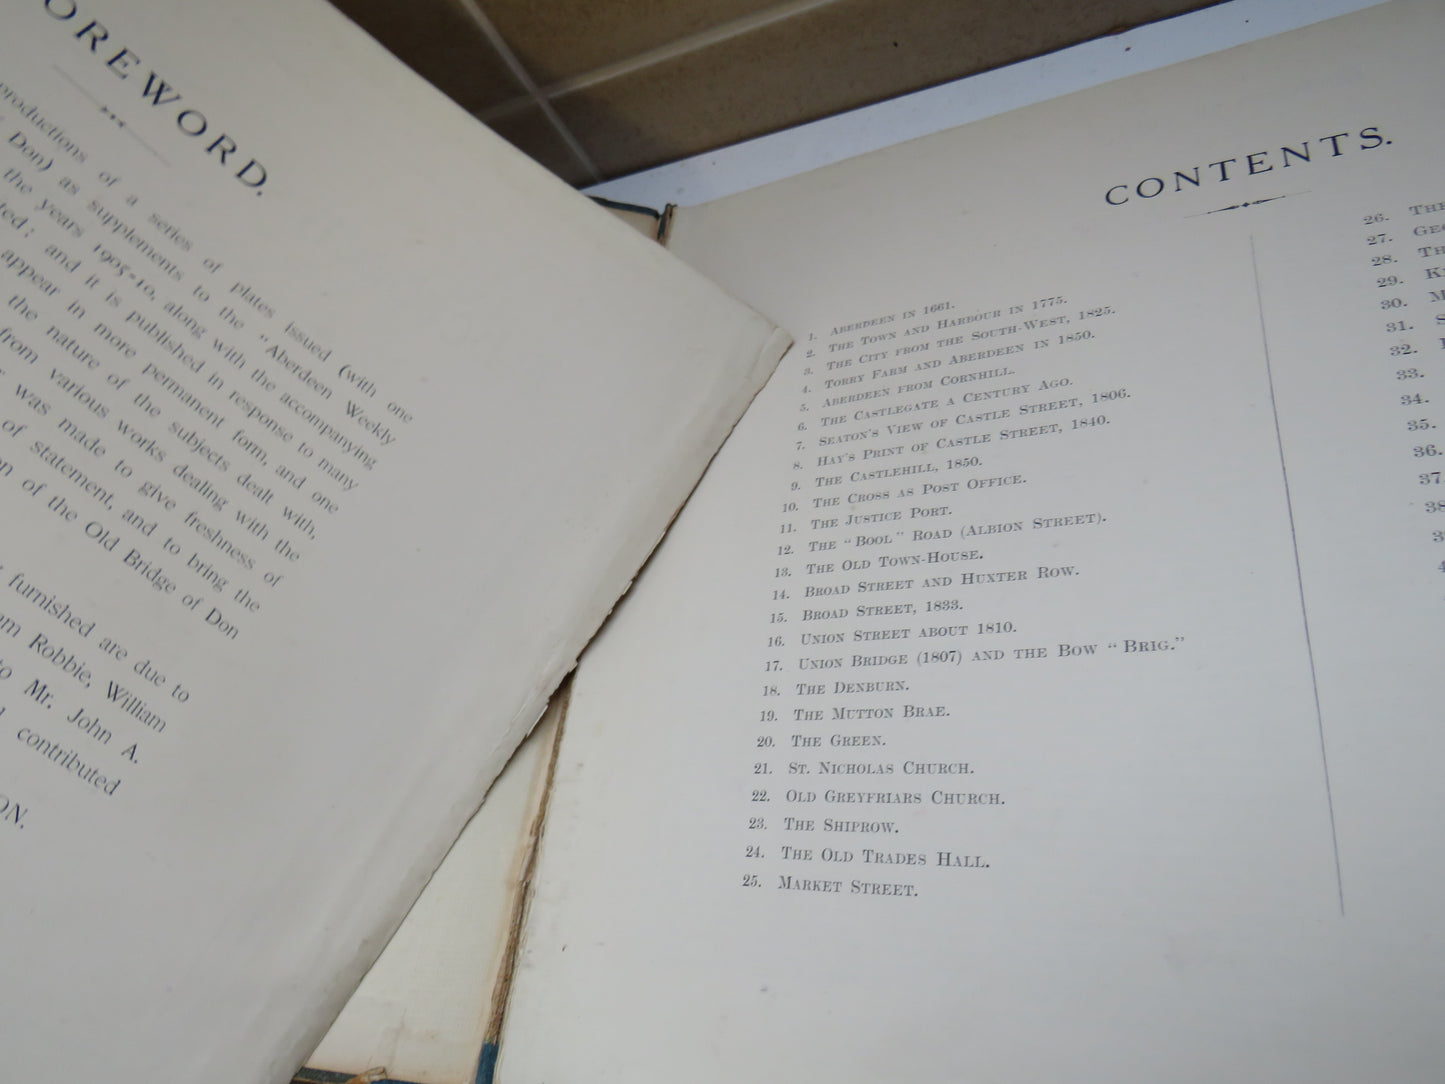 OREWORD.
productions of a series of plates issued (with one
Don) as supplements to the "Aberdeen Weekly
the years 1905-10, along with the accompanying
ted; and it is published in response to many
appear in more permanent form, and one
the nature of the subjects dealt with,
from various works dealing with the
was made to give freshness of
of statement, and to bring the
on of the Old Bridge of Don
furnished are due to
am Robbie, William
to Mr. John A.
contributed
ON.
CONTENTS.
1. ABERDEEN IN 1661.
2. THE TOWN AND HARBOUR IN 1775.
3. THE CITY FROM THE SOUTH-WEST, 1825.
4. TORRY FARM AND ABERDEEN IN 1850.
5. ABERDEEN FROM CORNHILL.
6. THE CASTLEGATE A CENTURY AGO.
7. SEATON'S VIEW OF CASTLE STREET, 1806.
8. HAY'S PRINT OF CASTLE STREET, 1840.
9. THE CASTLEHILL, 1850.
10. THE CROSS AS POST OFFICE.
11. THE JUSTICE PORT.
12. THE "BOOL" ROAD (ALBION STREET).
13. THE OLD TOWN-HOUSE.
14. BROAD STREET AND HUXTER ROW.
15. BROAD STREET, 1833.
16. UNION STREET ABOUT 1810.
17. UNION BRIDGE (1807) AND THE BOW "BRIG."
18. THE DENBURN.
19. THE MUTTON BRAE.
20. THE GREEN.
21. ST. NICHOLAS CHURCH.
22. OLD GREYFRIARS CHURCH.
23. THE SHIPROW.
24. THE OLD TRADES HALL.
25. MARKET STREET.
26. THE
27. GEO
28. TH
29. K
30. M
31. S
32.
33.
34.
35.
36.
37.
38
3
4